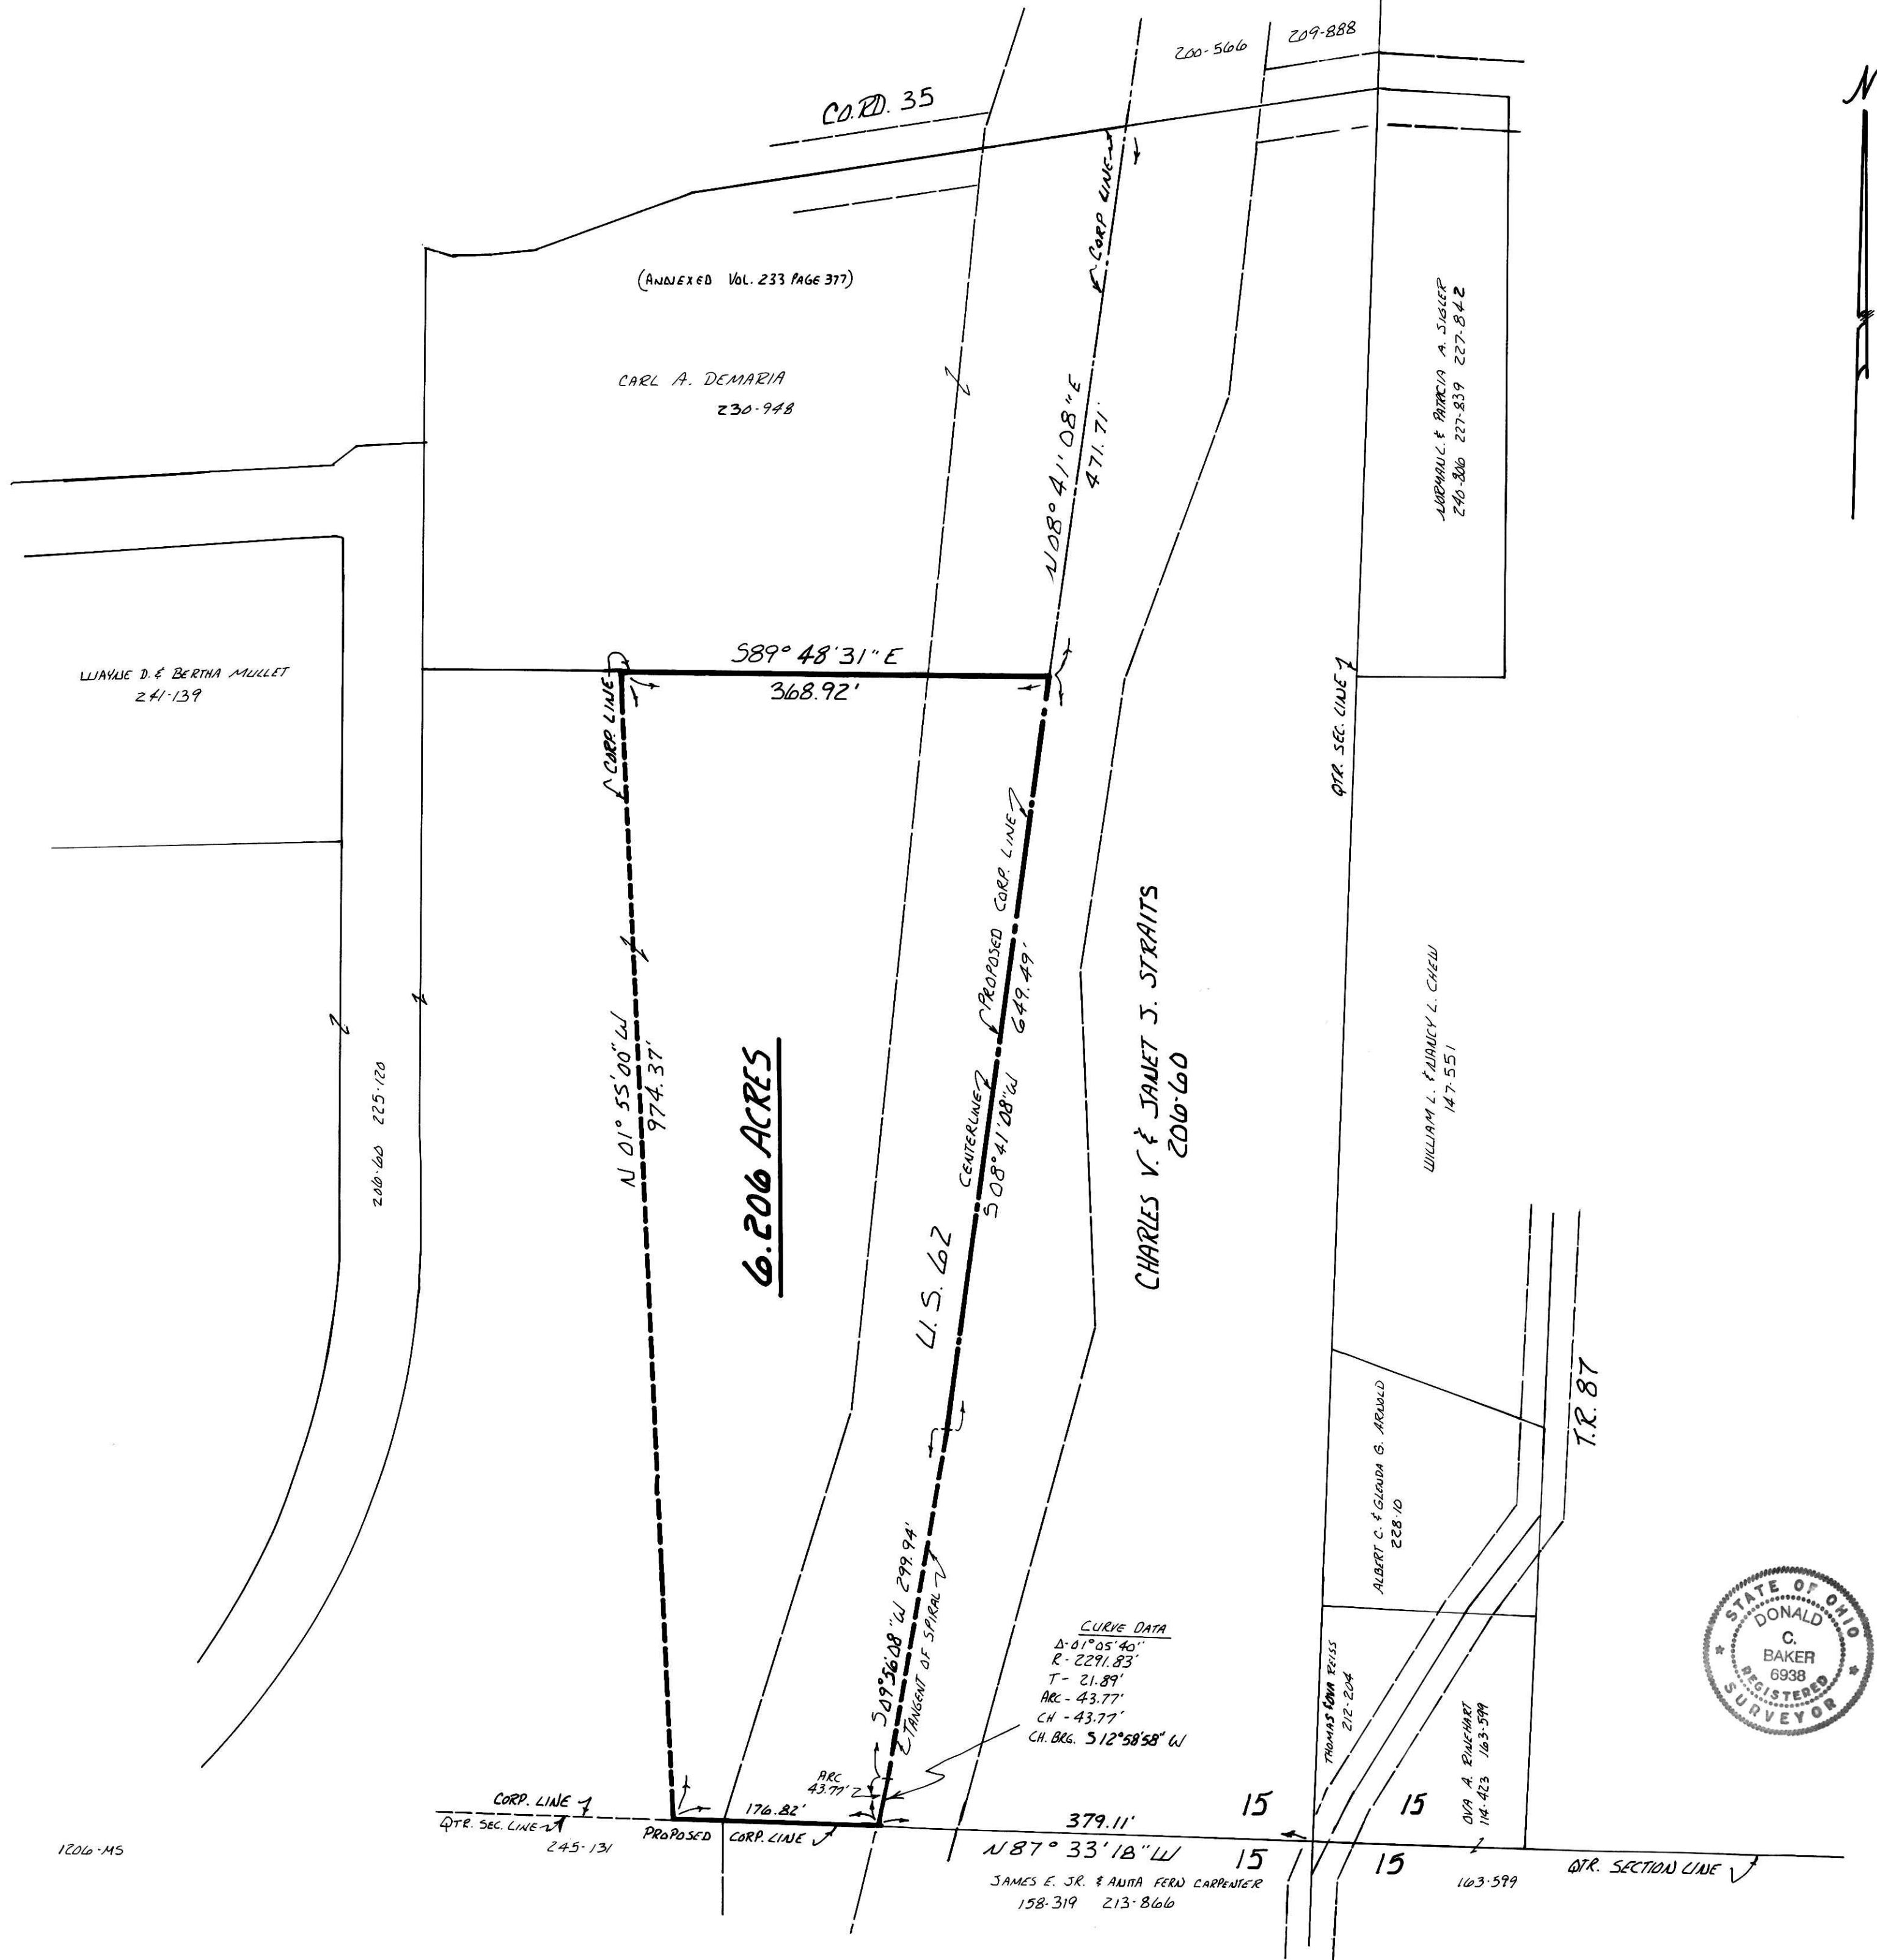 200-566
209-888
N
CO. RD. 35
CORP LINE
(ANNEXED VOL. 233 PAGE 377)
CARL A. DEMARIA
230-948
N 08° 41' 08" E
471.71'
NORMAN L. & PATRICIA A. SIGLER
240-806 227-839 227-842
WAYNE D. & BERTHA MULLET
241-139
S89° 48' 31" E
368.92'
CORP. LINE
QTR. SEC. LINE
PROPOSED CORP. LINE
649.49'
CENTERLINE
S 08° 41' 08" W
U.S. 62
N 01° 55' 00" W
974.37'
6.206 ACRES
206-60 225-120
CHARLES V. & JANET J. STRAITS
206-60
WILLIAM L. & NANCY L. CHEW
147-551
T.R. 87
ALBERT C. & GLENDA G. ARNOLD
228-10
S 09° 56' 08" W 299.94'
TANGENT OF SPIRAL
CURVE DATA
Δ-01° 05' 40"
R - 2291.83'
T - 21.89'
ARC - 43.77'
CH - 43.77'
CH. BRG. S 12° 58' 58" W
STATE OF OHIO
DONALD
C.
BAKER
6938
REGISTERED
SURVEYOR
THOMAS REISS
212-204
OVA A. RINEHART
114-423 163-599
ARC
43.77'
CORP. LINE
QTR. SEC. LINE
176.82'
379.11'
15
15
PROPOSED CORP. LINE
245-131
N 87° 33' 18" W
15
15
QTR. SECTION LINE
1206-MS
163-599
JAMES E. JR. & ANITA FERN CARPENTER
158-319 213-866